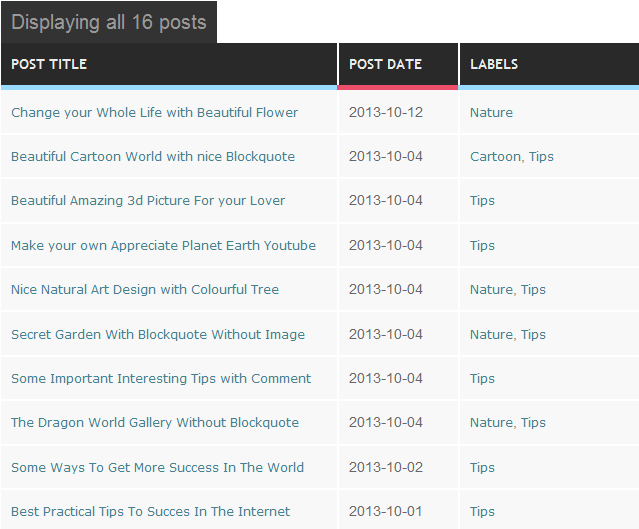 Displaying all 16 posts
POST TITLE POST DATE LABELS
Change your Whole Life with Beautiful Flower 2013-10-12 Nature
Beautiful Cartoon World with nice Blockquote 2013-10-04 Cartoon, Tips
Beautiful Amazing 3d Picture For your Lover 2013-10-04 Tips
Make your own Appreciate Planet Earth Youtube 2013-10-04 Tips
Nice Natural Art Design with Colourful Tree 2013-10-04 Nature, Tips
Secret Garden With Blockquote Without Image 2013-10-04 Nature, Tips
Some Important Interesting Tips with Comment 2013-10-04 Tips
The Dragon World Gallery Without Blockquote 2013-10-04 Nature, Tips
Some Ways To Get More Success In The World 2013-10-02 Tips
Best Practical Tips To Succes In The Internet 2013-10-01 Tips